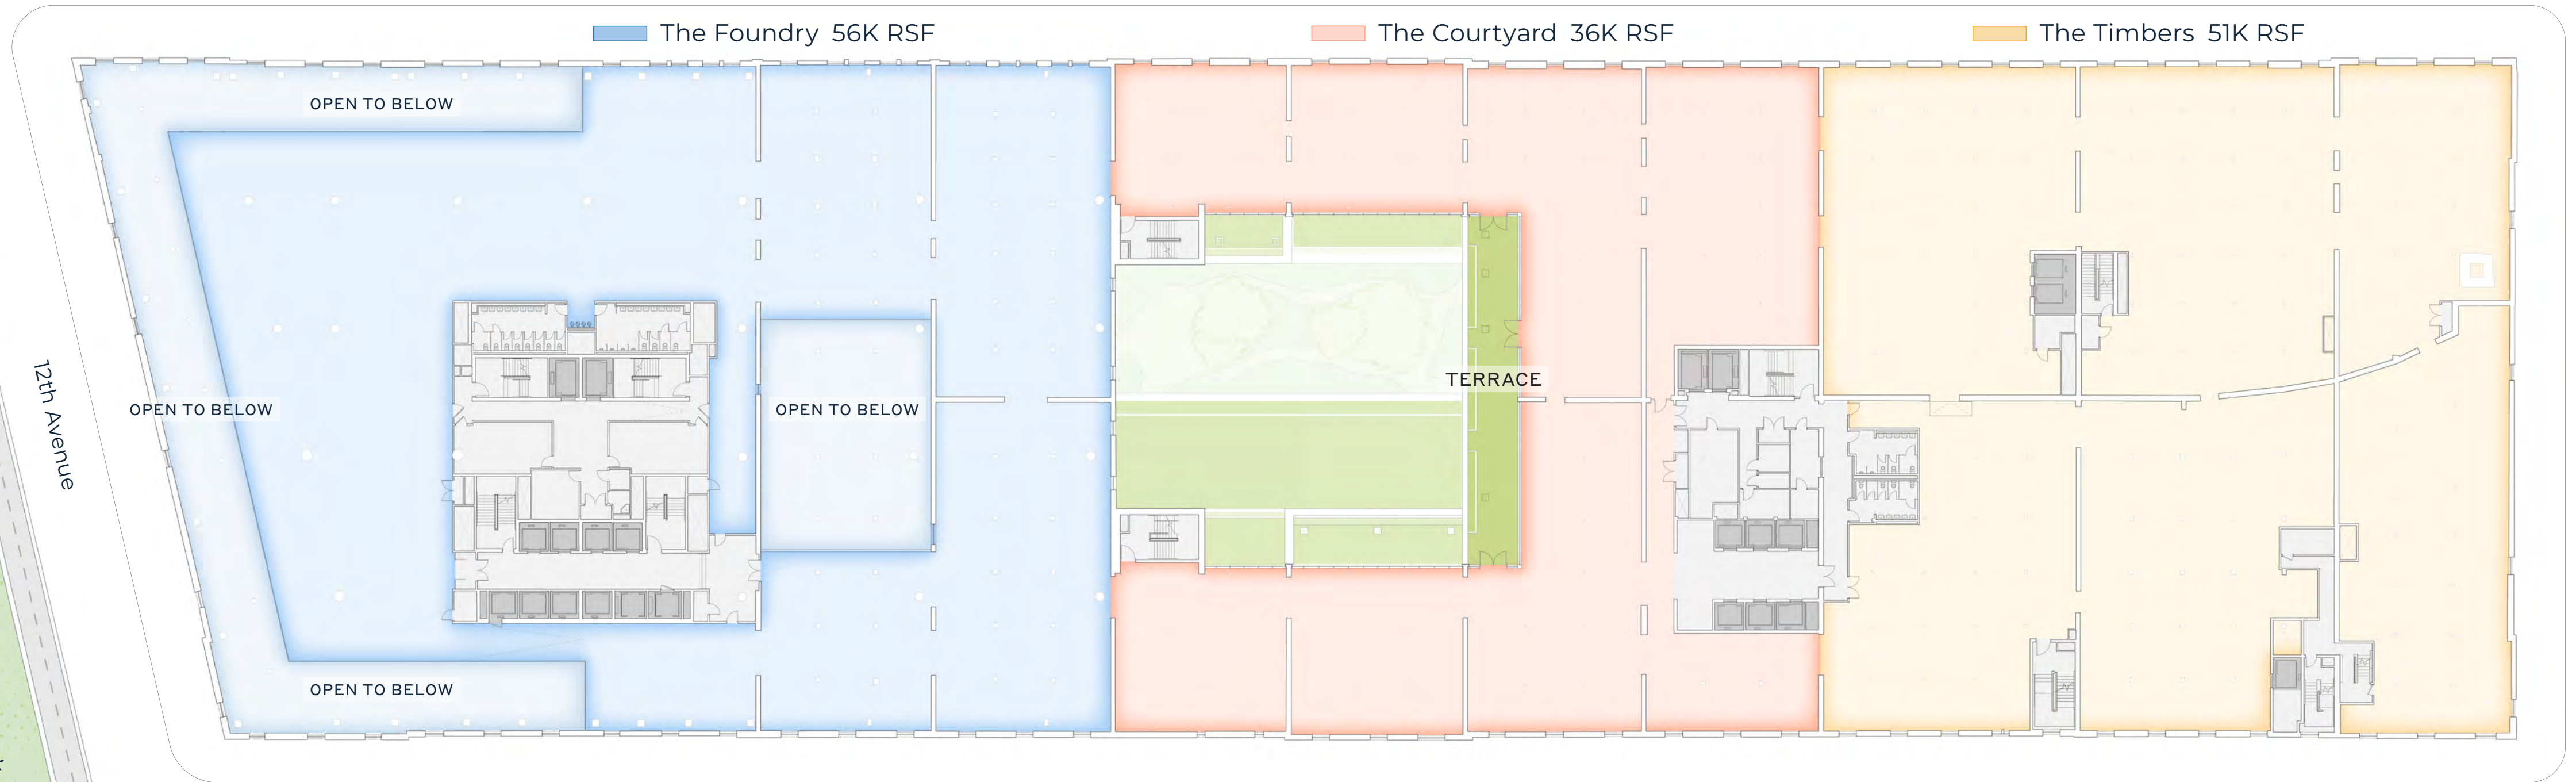 The Foundry 56K RSF
The Courtyard 36K RSF
The Timbers 51K RSF
OPEN TO BELOW
12th Avenue
OPEN TO BELOW
OPEN TO BELOW
TERRACE
OPEN TO BELOW